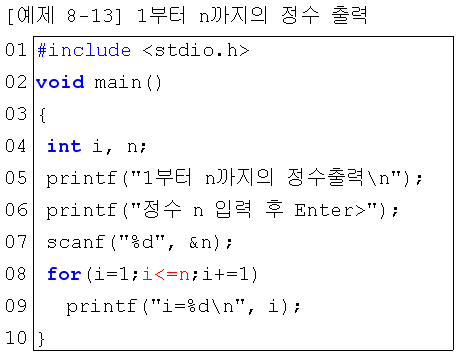 [예제 8-13] 1부터 n까지의 정수 출력
01 #include <stdio.h>
02 void main()
03 {
04 int i, n;
05 printf("1부터 n까지의 정수출력\n");
06 printf("정수 n 입력 후 Enter>");
07 scanf("%d", &n);
08 for(i=1;i<=n;i+=1)
09 printf("i=%d\n", i);
10 }